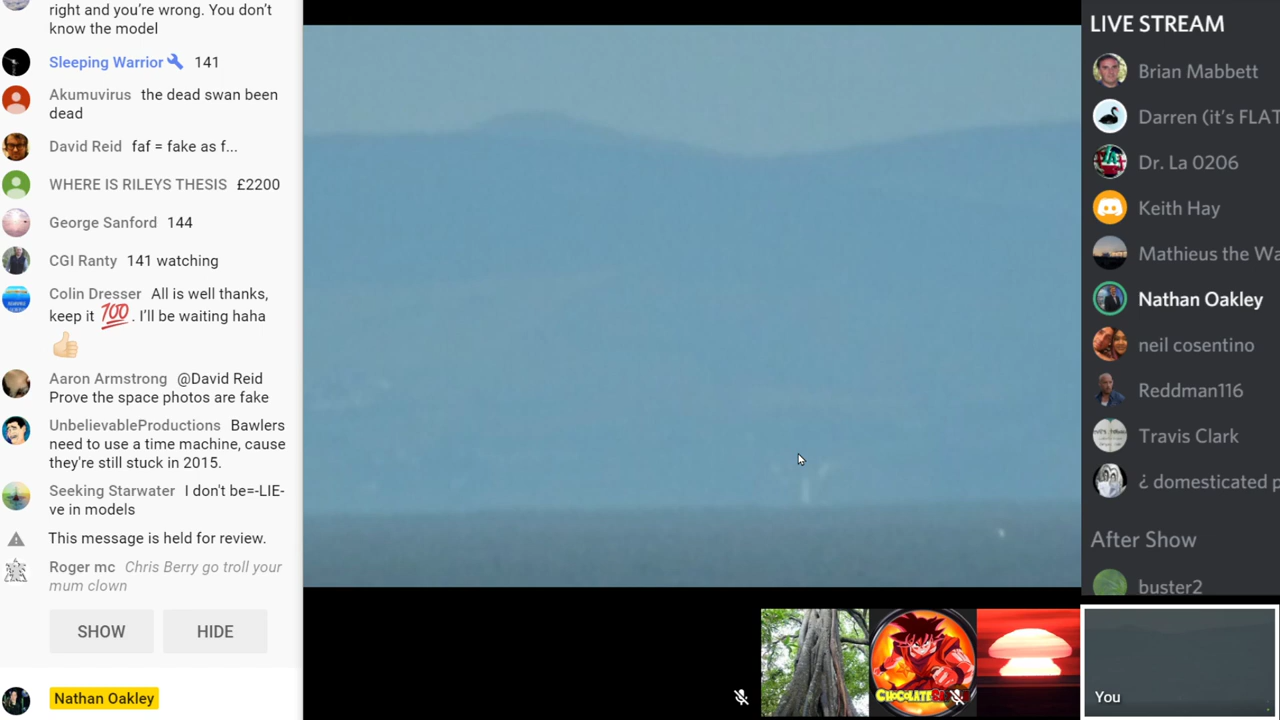 right and you're wrong. You don't
know the model
Sleeping Warrior 141
Akumuvirus the dead swan been
dead
David Reid faf = fake as f...
WHERE IS RILEYS THESIS £2200
George Sanford 144
CGI Ranty 141 watching
Colin Dresser All is well thanks,
keep it 💯. I'll be waiting haha
👍🏻
Aaron Armstrong @David Reid
Prove the space photos are fake
UnbelievableProductions Bawlers
need to use a time machine, cause
they're still stuck in 2015.
Seeking Starwater I don't be=-LIE-
ve in models
This message is held for review.
Roger mc Chris Berry go troll your
mum clown
SHOW HIDE
Nathan Oakley
LIVE STREAM
Brian Mabbett
Darren (it's FLAT
Dr. La 0206
Keith Hay
Mathieus the Wa
Nathan Oakley
neil cosentino
Reddman116
Travis Clark
¿ domesticated p
After Show
buster2
You